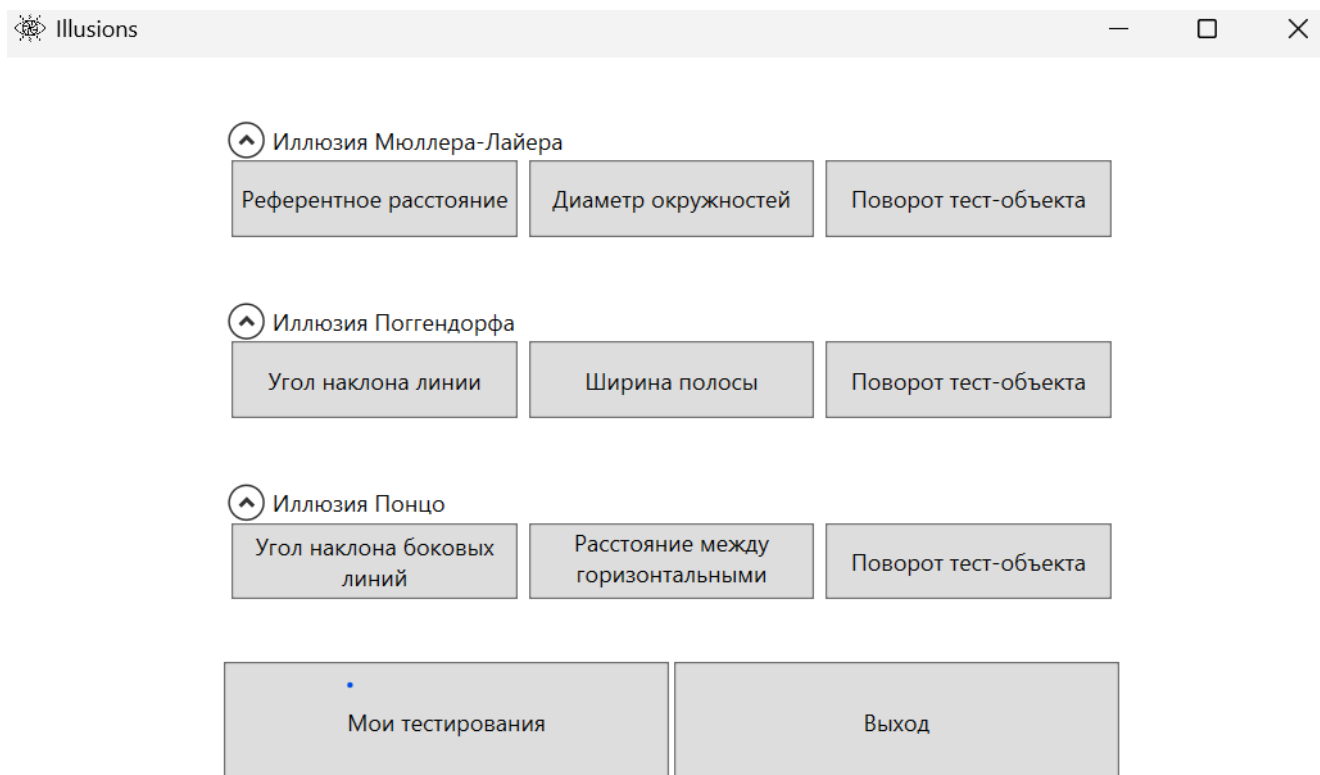 Illusions
Иллюзия Мюллера-Лайера
Референтное расстояние
Диаметр окружностей
Поворот тест-объекта
Иллюзия Поггендорфа
Угол наклона линии
Ширина полосы
Поворот тест-объекта
Иллюзия Понцо
Угол наклона боковых
линий
Расстояние между
горизонтальными
Поворот тест-объекта
Мои тестирования
Выход